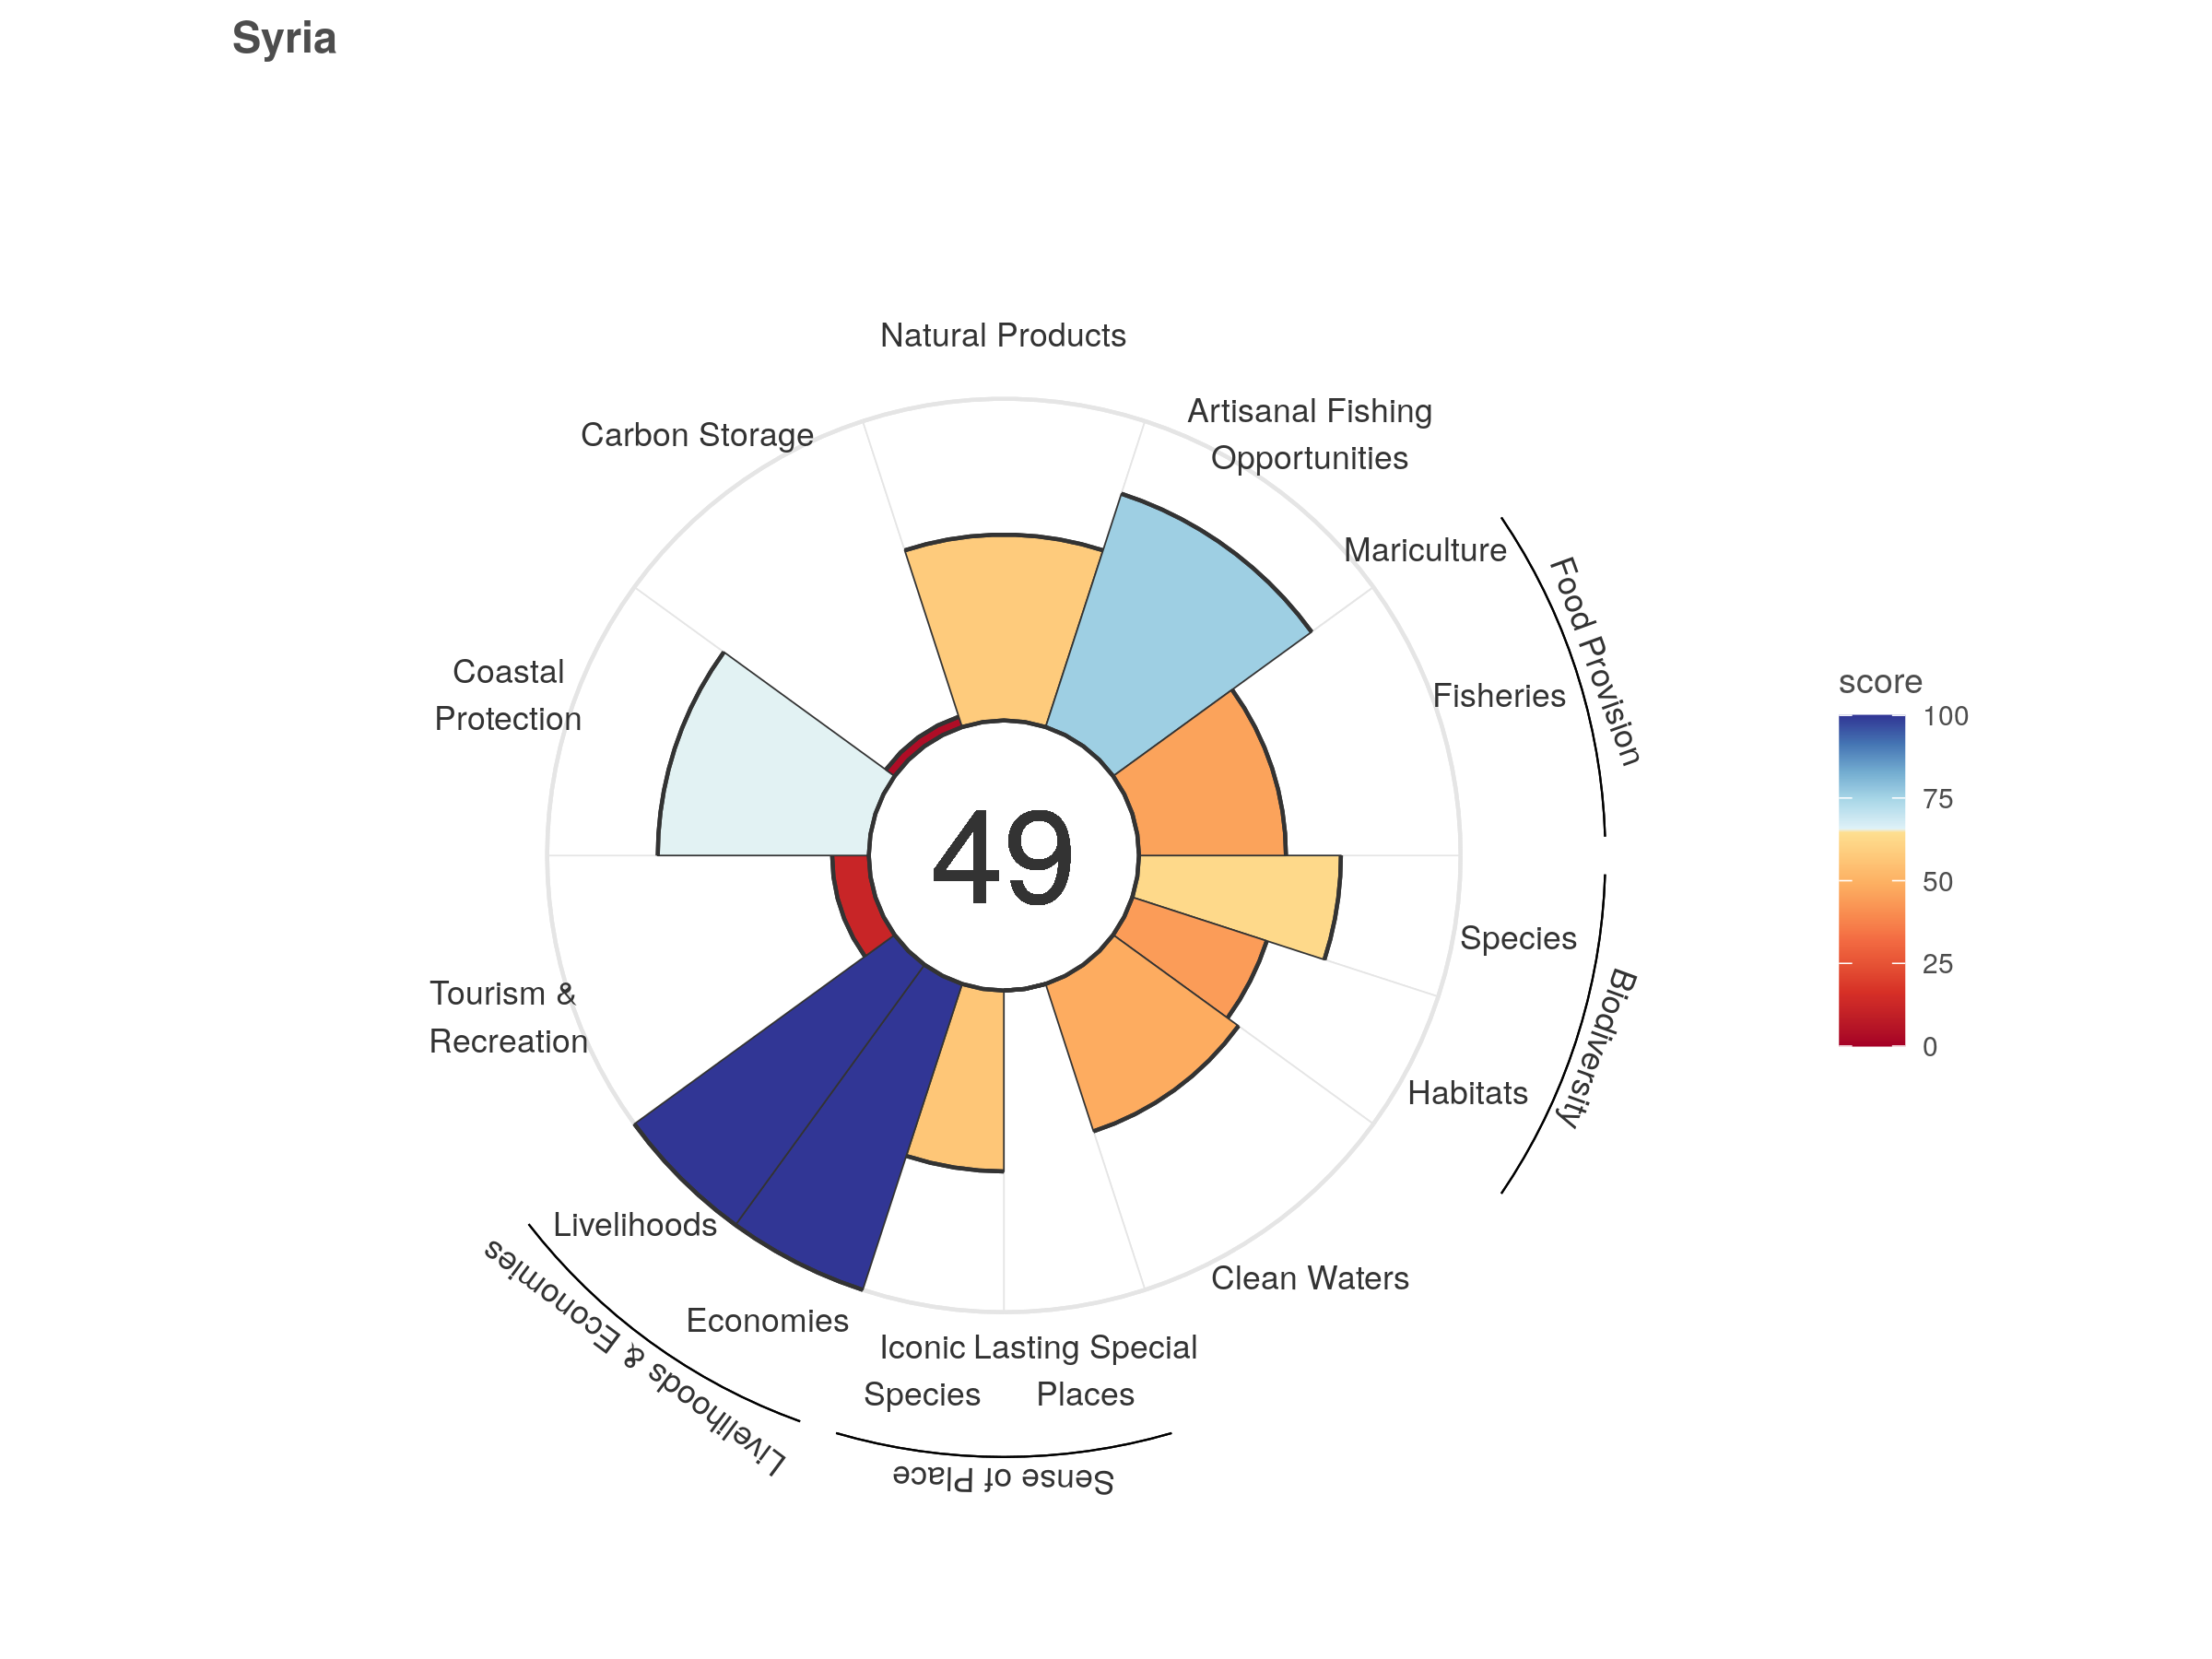 Syria
Natural Products
Artisanal Fishing
Opportunities
Carbon Storage
Mariculture
Food Provision
Fisheries
Coastal
Protection
score
100
75
50
25
0
49
Species
Biodiversity
Habitats
Tourism &
Recreation
Livelihoods
Clean Waters
Economies
Livelihoods & Economies
Iconic
Species
Lasting Special
Places
Sense of Place